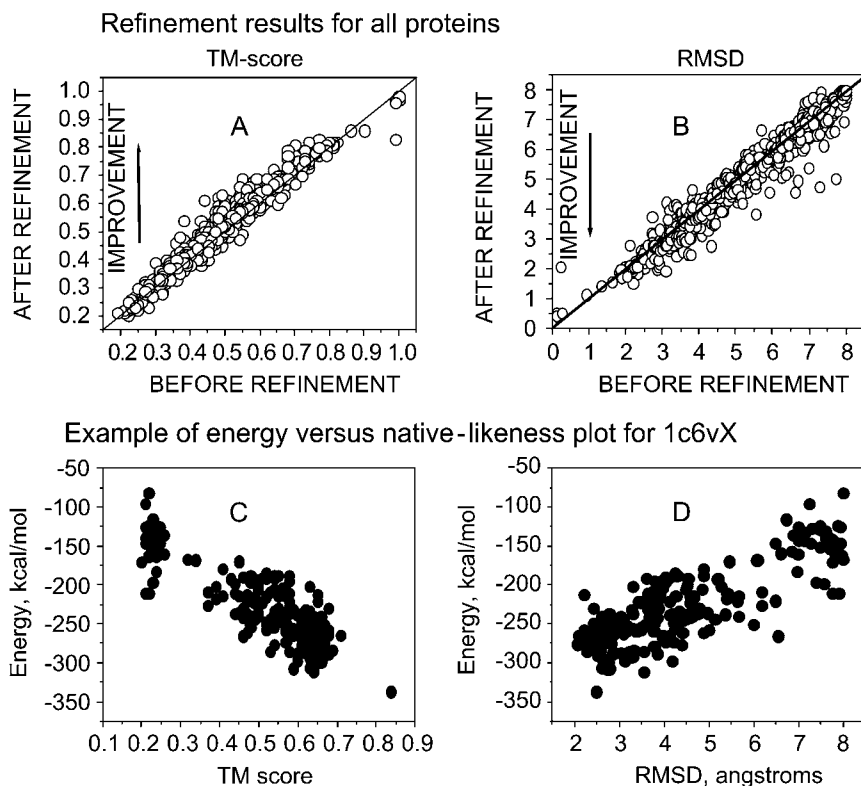 Refinement results for all proteins
TM-score
RMSD
AFTER REFINEMENT
1.0
0.9
0.8
0.7
0.6
0.5
0.4
0.3
0.2
IMPROVEMENT
A
0.2 0.3 0.4 0.5 0.6 0.7 0.8 0.9 1.0
BEFORE REFINEMENT
AFTER REFINEMENT
8
7
6
5
4
3
2
1
0
IMPROVEMENT
B
0 1 2 3 4 5 6 7 8
BEFORE REFINEMENT
Example of energy versus native-likeness plot for 1c6vX
Energy, kcal/mol
-50
-100
-150
-200
-250
-300
-350
C
0.1 0.2 0.3 0.4 0.5 0.6 0.7 0.8 0.9
TM score
Energy, kcal/mol
-50
-100
-150
-200
-250
-300
-350
D
2 3 4 5 6 7 8
RMSD, angstroms